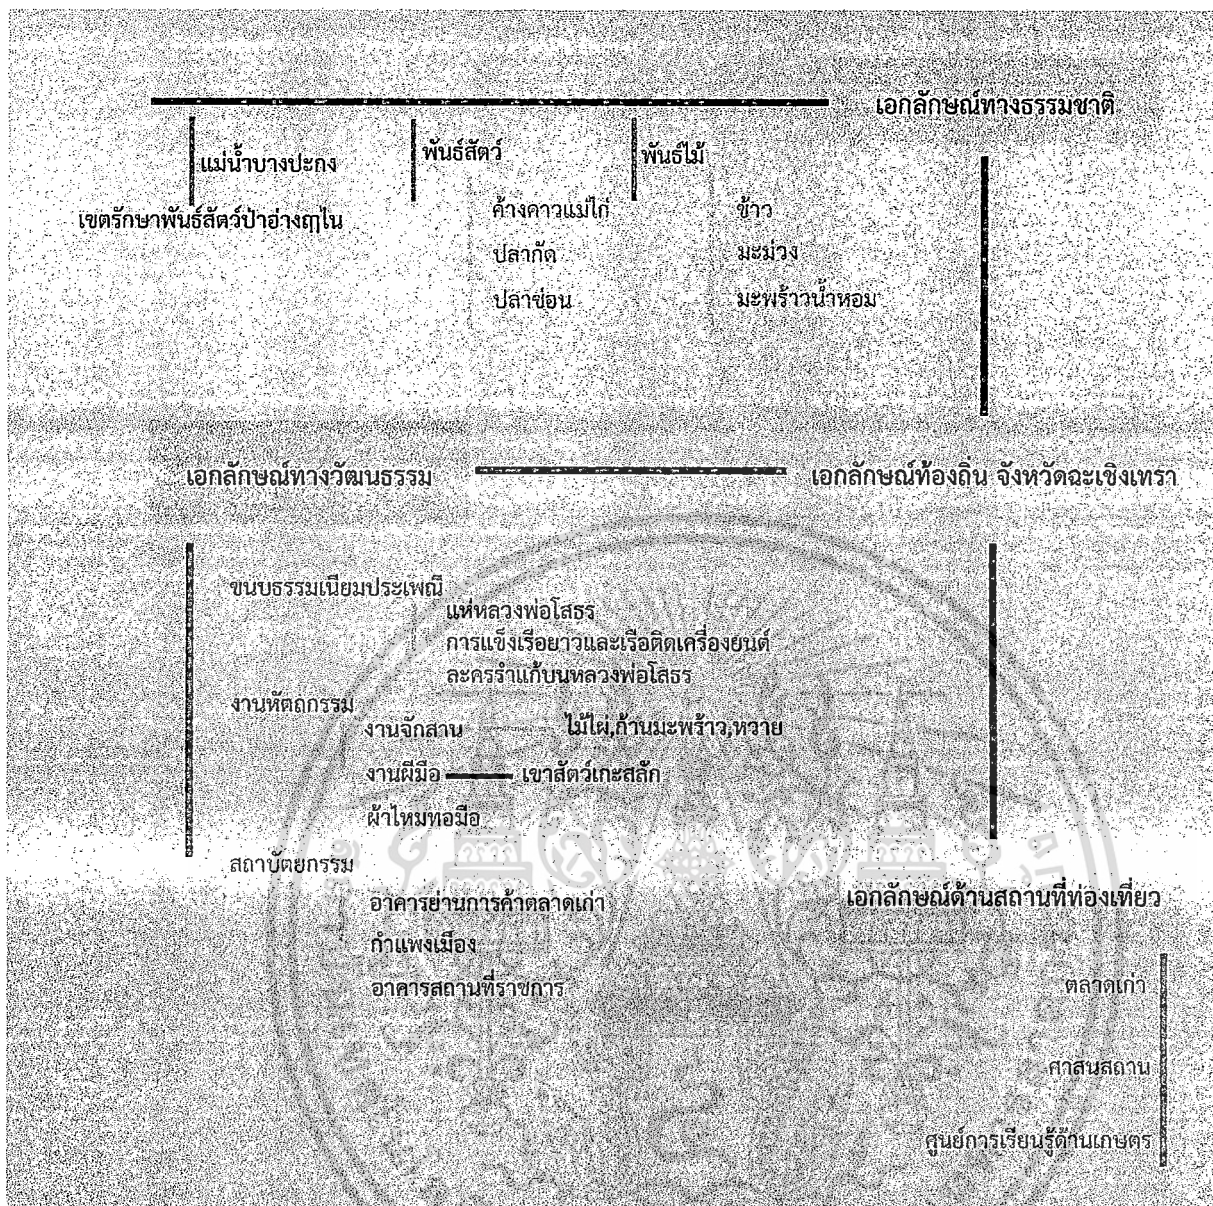 เอกลักษณ์ทางธรรมชาติ
แม่น้ำบางปะกง
เขตรักษาพันธ์สัตว์ป่าอ่างฤาไน
พันธ์สัตว์
ค้างคาวแม่ไก่
ปลากัด
ปลาช่อน
พันธ์ไม้
ข้าว
มะม่วง
มะพร้าวน้ำหอม
เอกลักษณ์ทางวัฒนธรรม
เอกลักษณ์ท้องถิ่น จังหวัดฉะเชิงเทรา
ขนบธรรมเนียมประเพณี
แห่หลวงพ่อโสธร
การแข็งเรือยาวและเรือติดเครื่องยนต์
ละครรำแก้บนหลวงพ่อโสธร
งานหัตถกรรม
งานจักสาน ไม้ไผ่,ก้านมะพร้าว,หวาย
งานฝีมือ เขาสัตว์เกะสลัก
ผ้าไหมทอมือ
สถาปัตยกรรม
อาคารย่านการค้าตลาดเก่า
กำแพงเมือง
อาคารสถานที่ราชการ
เอกลักษณ์ด้านสถานที่ท่องเที่ยว
ตลาดเก่า
ศาสนสถาน
ศูนย์การเรียนรู้ด้านเกษตร